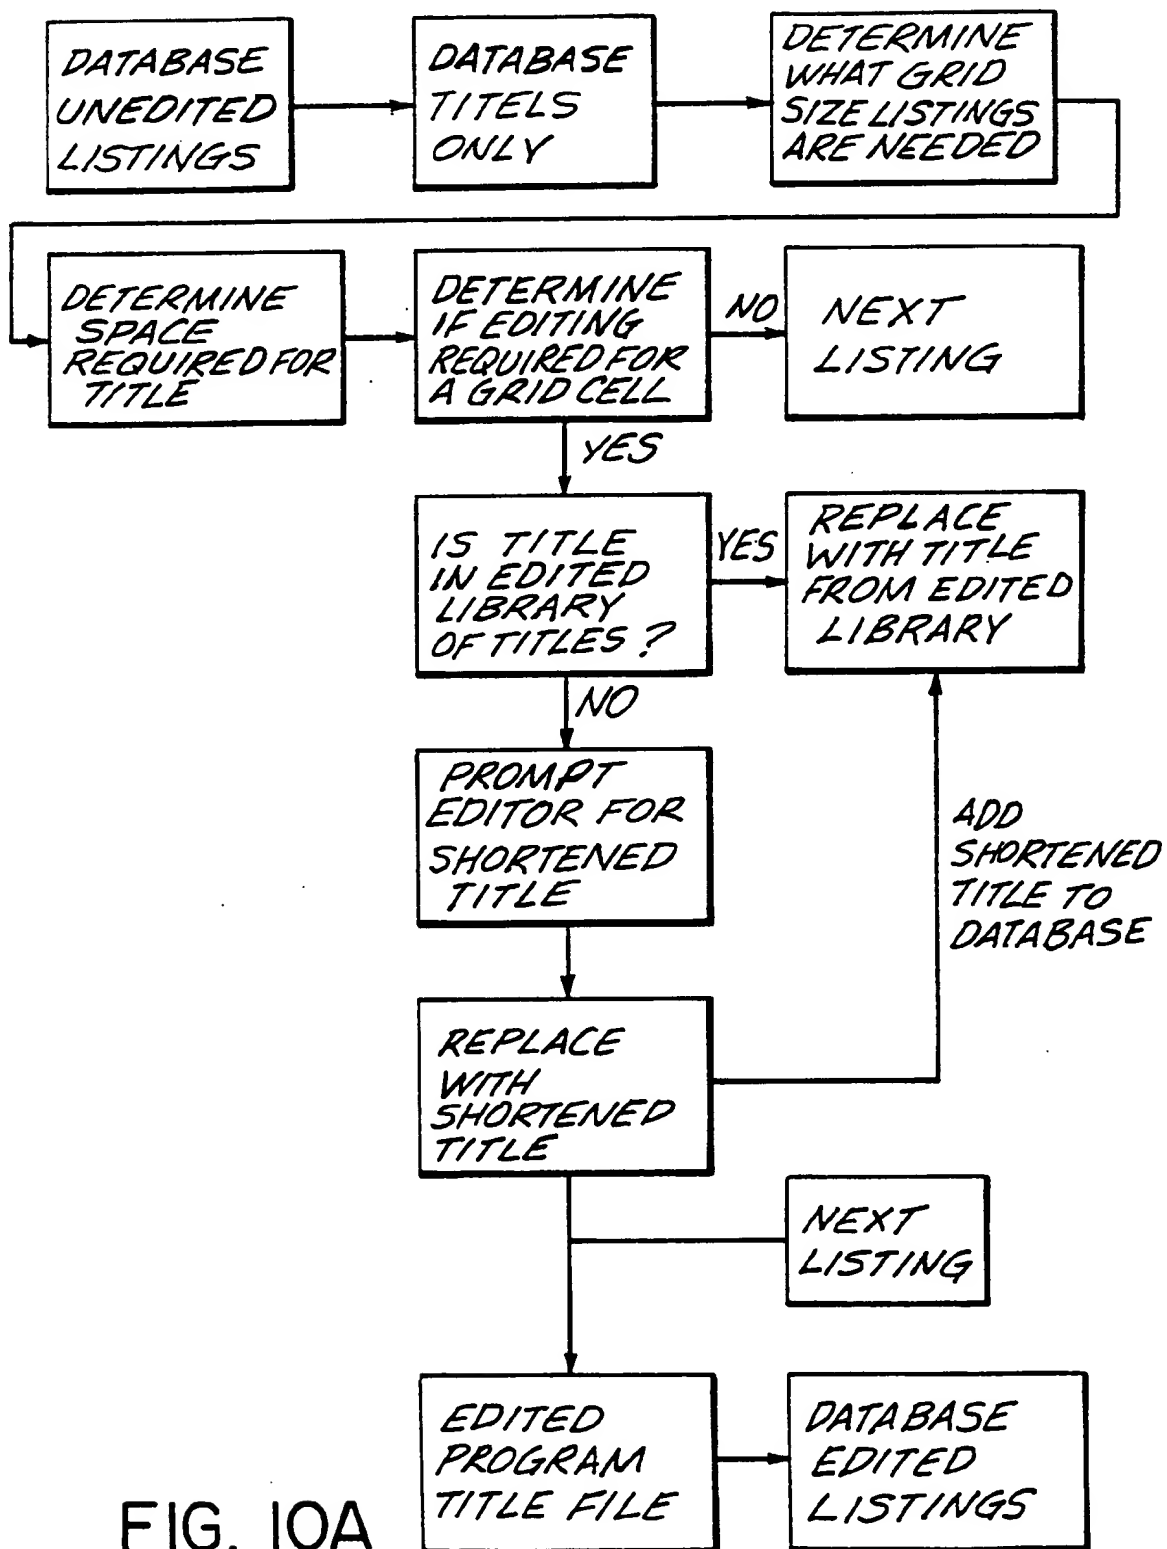 DATABASE
UNEDITED
LISTINGS
DATABASE
TITELS
ONLY
DETERMINE
WHAT GRID
SIZE LISTINGS
ARE NEEDED
DETERMINE
SPACE
REQUIRED FOR
TITLE
DETERMINE
IF EDITING
REQUIRED FOR
A GRID CELL
NO
NEXT
LISTING
YES
IS TITLE
IN EDITED
LIBRARY
OF TITLES?
YES
REPLACE
WITH TITLE
FROM EDITED
LIBRARY
NO
PROMPT
EDITOR FOR
SHORTENED
TITLE
ADD
SHORTENED
TITLE TO
DATABASE
REPLACE
WITH
SHORTENED
TITLE
NEXT
LISTING
EDITED
PROGRAM
TITLE FILE
DATABASE
EDITED
LISTINGS
FIG. 10A